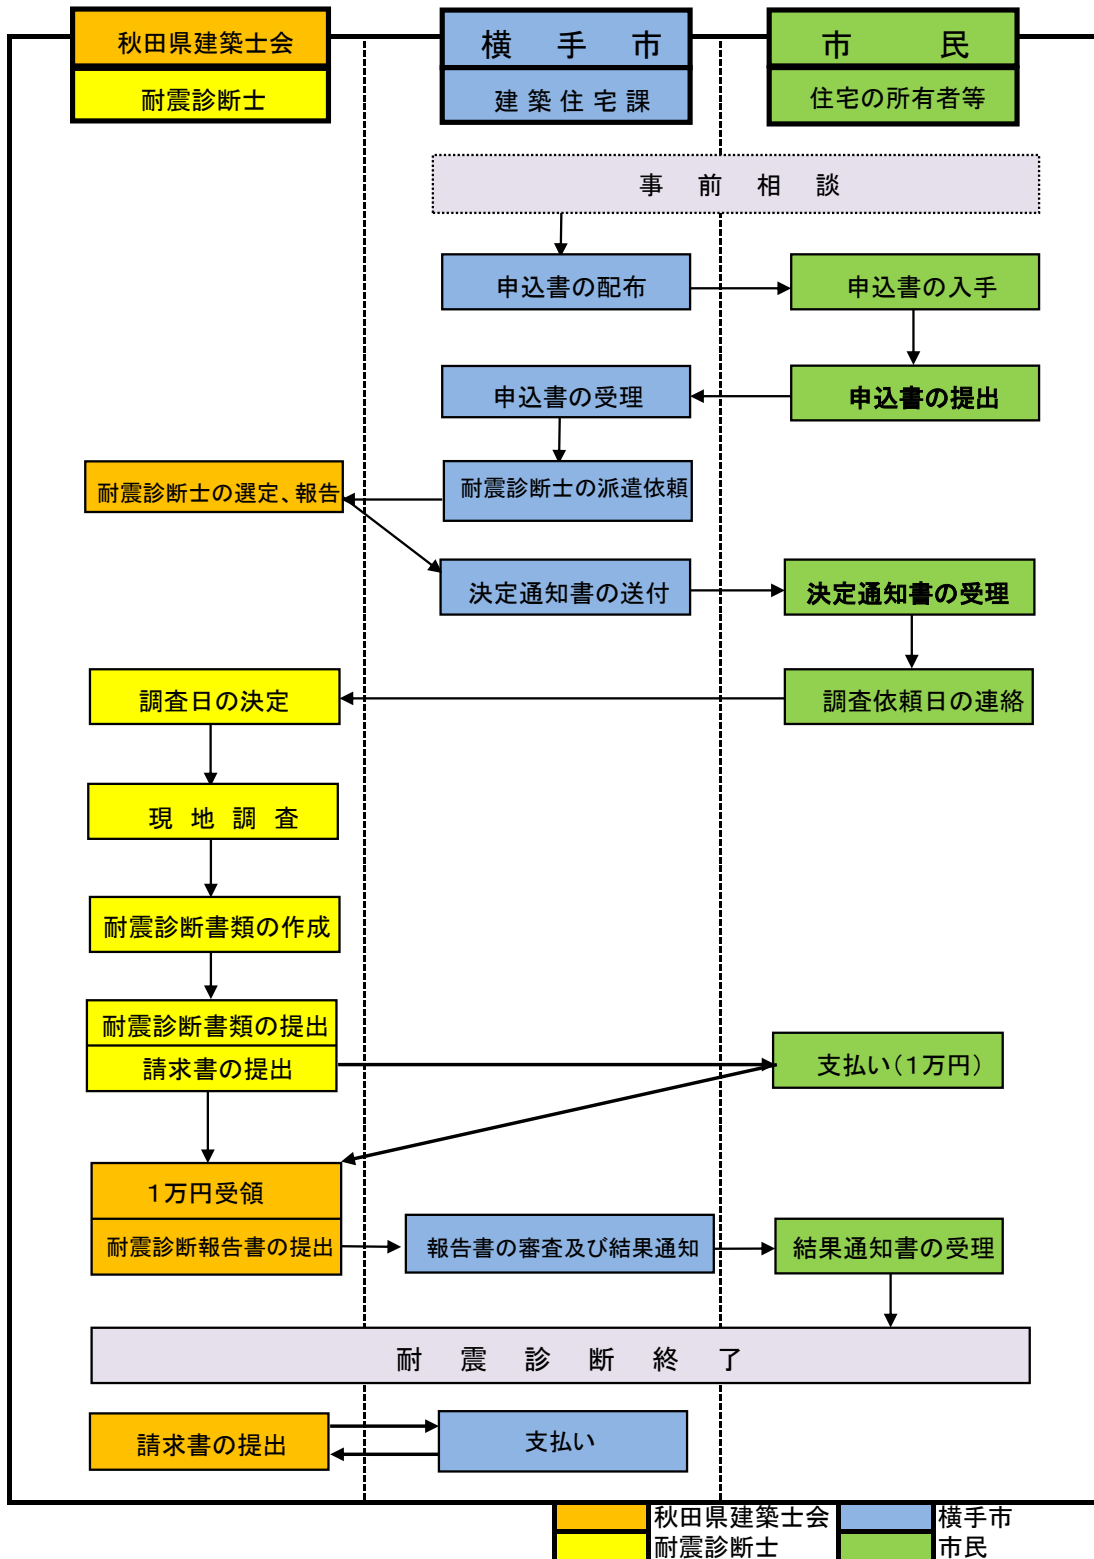 秋田県建築士会
横　手　市
市　　民
耐震診断士
建築住宅課
住宅の所有者等
事　前　相　談
申込書の配布
申込書の入手
申込書の受理
申込書の提出
耐震診断士の選定、報告
耐震診断士の派遣依頼
決定通知書の送付
決定通知書の受理
調査日の決定
調査依頼日の連絡
現　地　調　査
耐震診断書類の作成
耐震診断書類の提出
請求書の提出
支払い（１万円）
１万円受領
耐震診断報告書の提出
報告書の審査及び結果通知
結果通知書の受理
耐　震　診　断　終　了
請求書の提出
支払い
秋田県建築士会
横手市
耐震診断士
市民